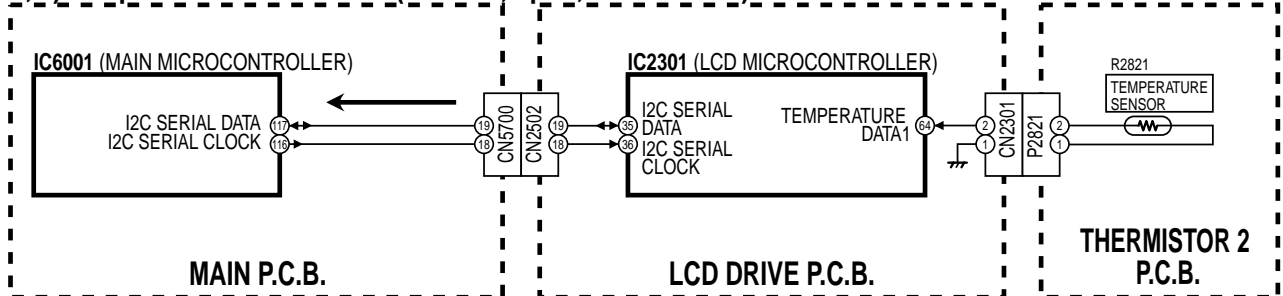 IC6001 (MAIN MICROCONTROLLER)
I2C SERIAL DATA 117
I2C SERIAL CLOCK 116
19
18
CN5700
CN2502
19
18
IC2301 (LCD MICROCONTROLLER)
35 I2C SERIAL
DATA
36 I2C SERIAL
CLOCK
TEMPERATURE
DATA1 64
2
1
CN2301
P2821
2
1
R2821
TEMPERATURE
SENSOR
MAIN P.C.B.
LCD DRIVE P.C.B.
THERMISTOR 2
P.C.B.